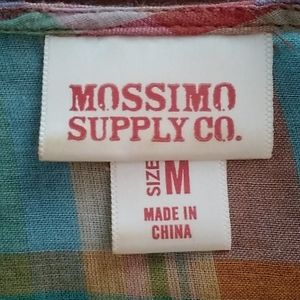 MOSSIMO
SUPPLY CO.
SIZE M
MADE IN
CHINA